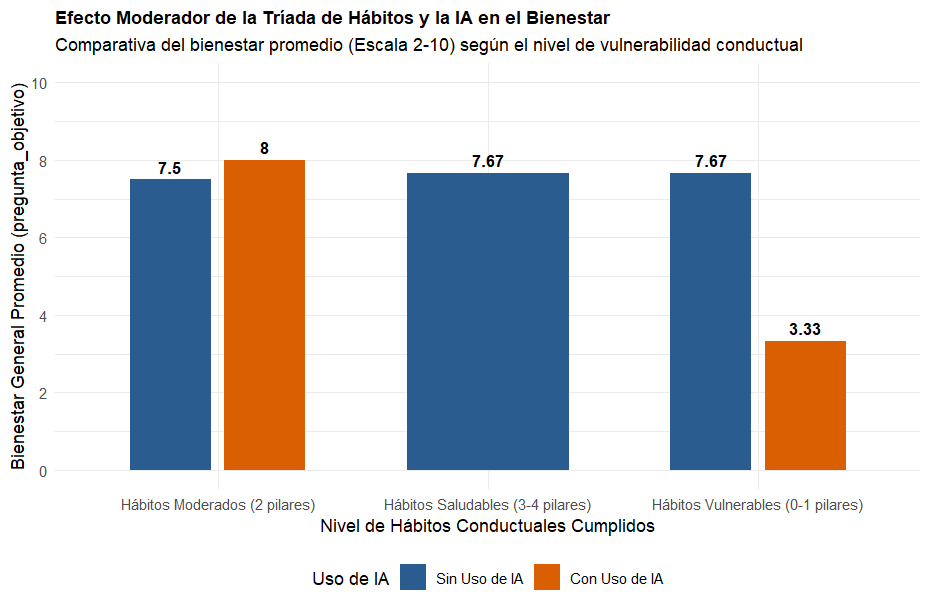 Efecto Moderador de la Tríada de Hábitos y la IA en el Bienestar
Comparativa del bienestar promedio (Escala 2-10) según el nivel de vulnerabilidad conductual
Bienestar General Promedio (pregunta_objetivo)
10
8
6
4
2
0
7.5
8
7.67
7.67
3.33
Hábitos Moderados (2 pilares)
Hábitos Saludables (3-4 pilares)
Hábitos Vulnerables (0-1 pilares)
Nivel de Hábitos Conductuales Cumplidos
Uso de IA
Sin Uso de IA
Con Uso de IA